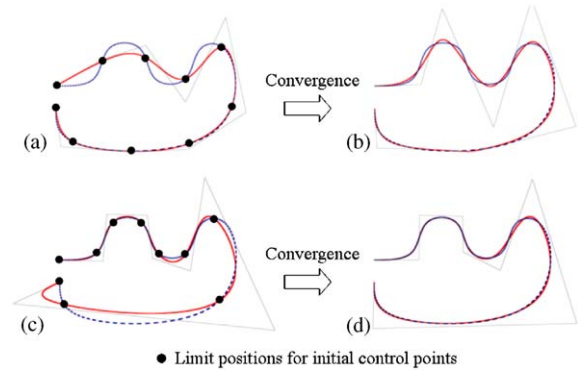 Convergence
(a)
(b)
Convergence
(c)
(d)
Limit positions for initial control points